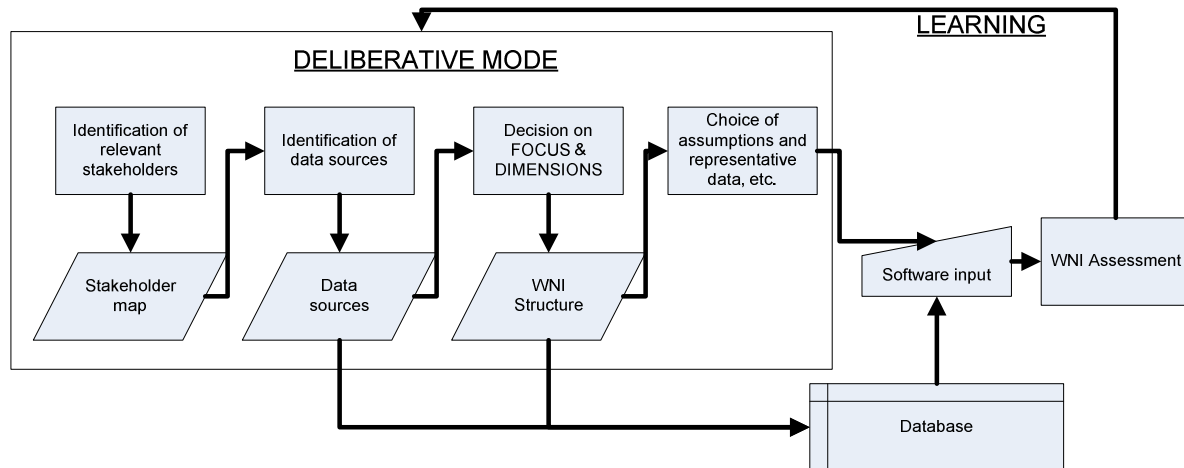 LEARNING
DELIBERATIVE MODE
Identification of
relevant
stakeholders
Identification of
data sources
Decision on
FOCUS &
DIMENSIONS
Choice of
assumptions and
representative
data, etc.
Stakeholder
map
Data
sources
WNI
Structure
Software input
WNI Assessment
Database